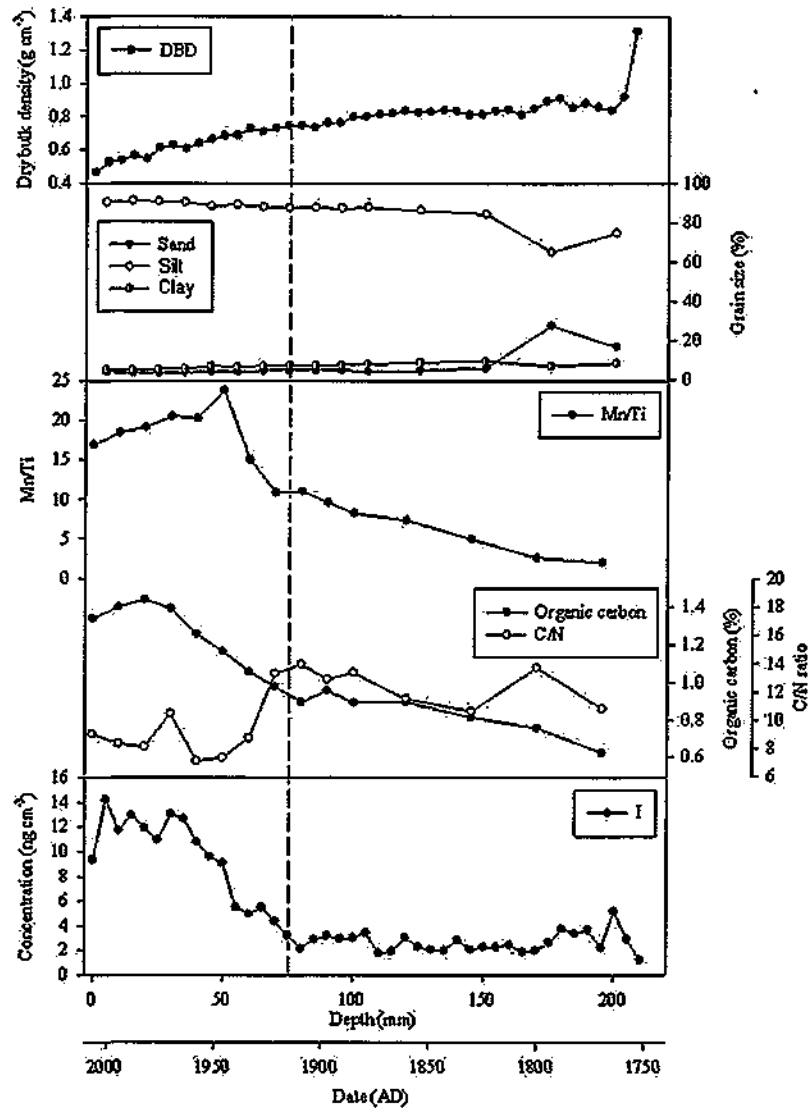 1.4
1.2
1.0
0.8
0.6
0.4
Dry bulk density (g cm⁻³)
DBD
100
80
60
40
20
0
Grain size (%)
Sand
Silt
Clay
25
20
15
10
5
0
Mn/Ti
Mn/Ti
Organic carbon
C/N
1.4
1.2
1.0
0.8
0.6
Organic carbon (%)
20
18
16
14
12
10
8
6
C/N ratio
16
14
12
10
8
6
4
2
0
Concentration (ng cm⁻³)
I
0 50 100 150 200
Depth (mm)
2000 1950 1900 1850 1800 1750
Date (AD)